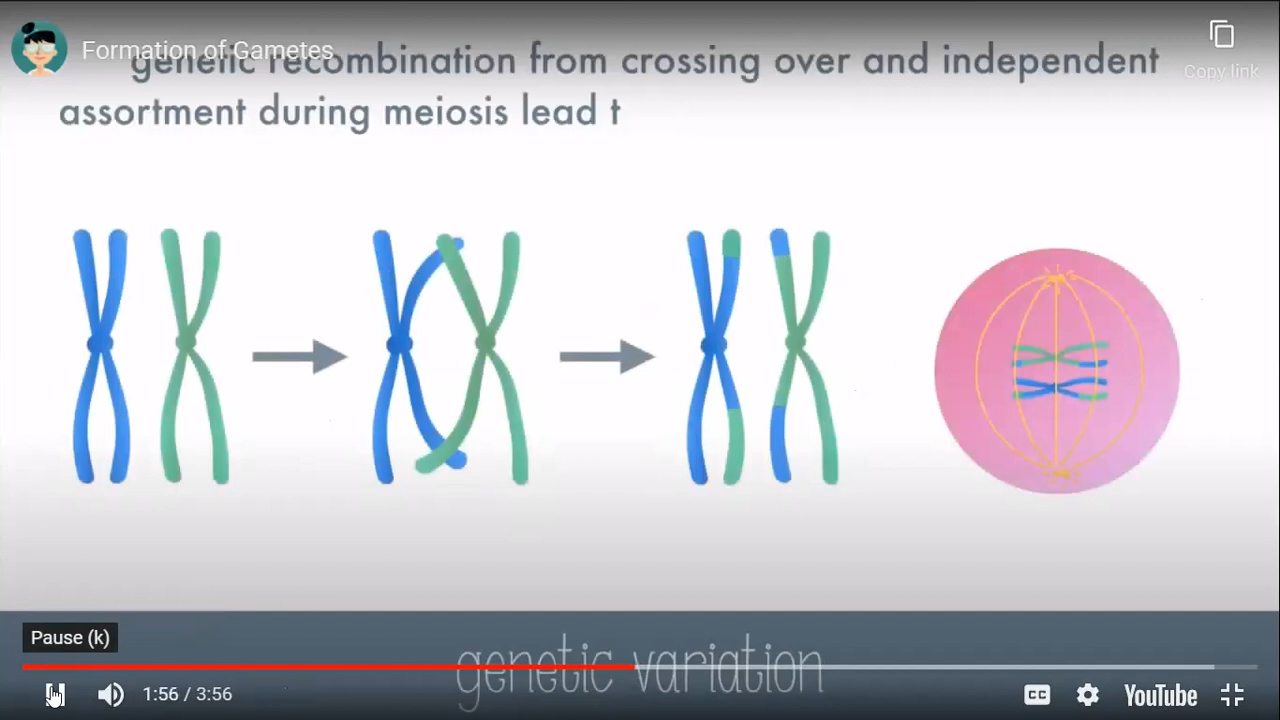 Formation of Gametes
Copy link
genetic recombination from crossing over and independent
assortment during meiosis lead t
Pause (k)
genetic variation
1:56 / 3:56
CC
YouTube